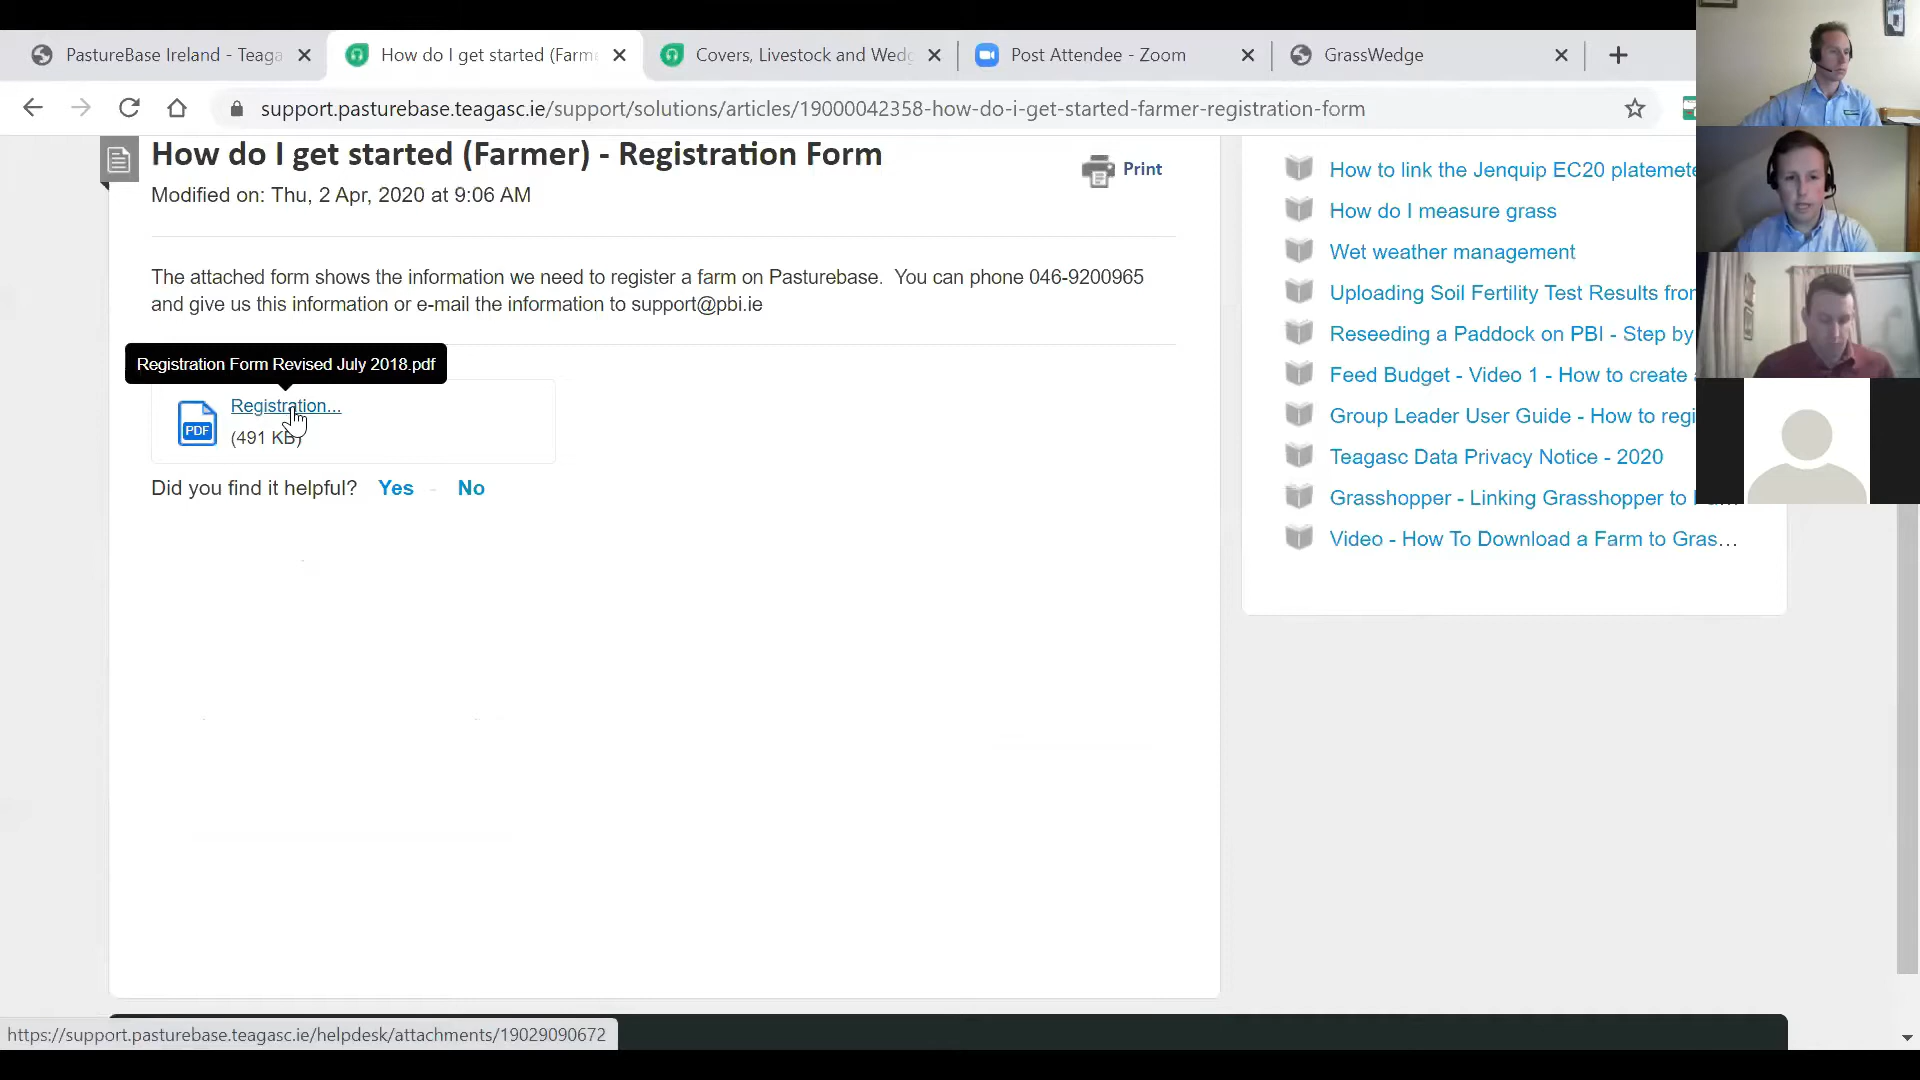 PastureBase Ireland - Teaga
How do I get started (Farme
Covers, Livestock and Wedg
Post Attendee - Zoom
GrassWedge
support.pasturebase.teagasc.ie/support/solutions/articles/19000042358-how-do-i-get-started-farmer-registration-form
How do I get started (Farmer) - Registration Form
Print
Modified on: Thu, 2 Apr, 2020 at 9:06 AM
The attached form shows the information we need to register a farm on Pasturebase. You can phone 046-9200965
and give us this information or e-mail the information to support@pbi.ie
Registration Form Revised July 2018.pdf
Registration...
PDF
(491 KB)
Did you find it helpful? Yes - No
How to link the Jenquip EC20 plateme
How do I measure grass
Wet weather management
Uploading Soil Fertility Test Results fro
Reseeding a Paddock on PBI - Step by
Feed Budget - Video 1 - How to create
Group Leader User Guide - How to regi
Teagasc Data Privacy Notice - 2020
Grasshopper - Linking Grasshopper to
Video - How To Download a Farm to Gras...
https://support.pasturebase.teagasc.ie/helpdesk/attachments/19029090672